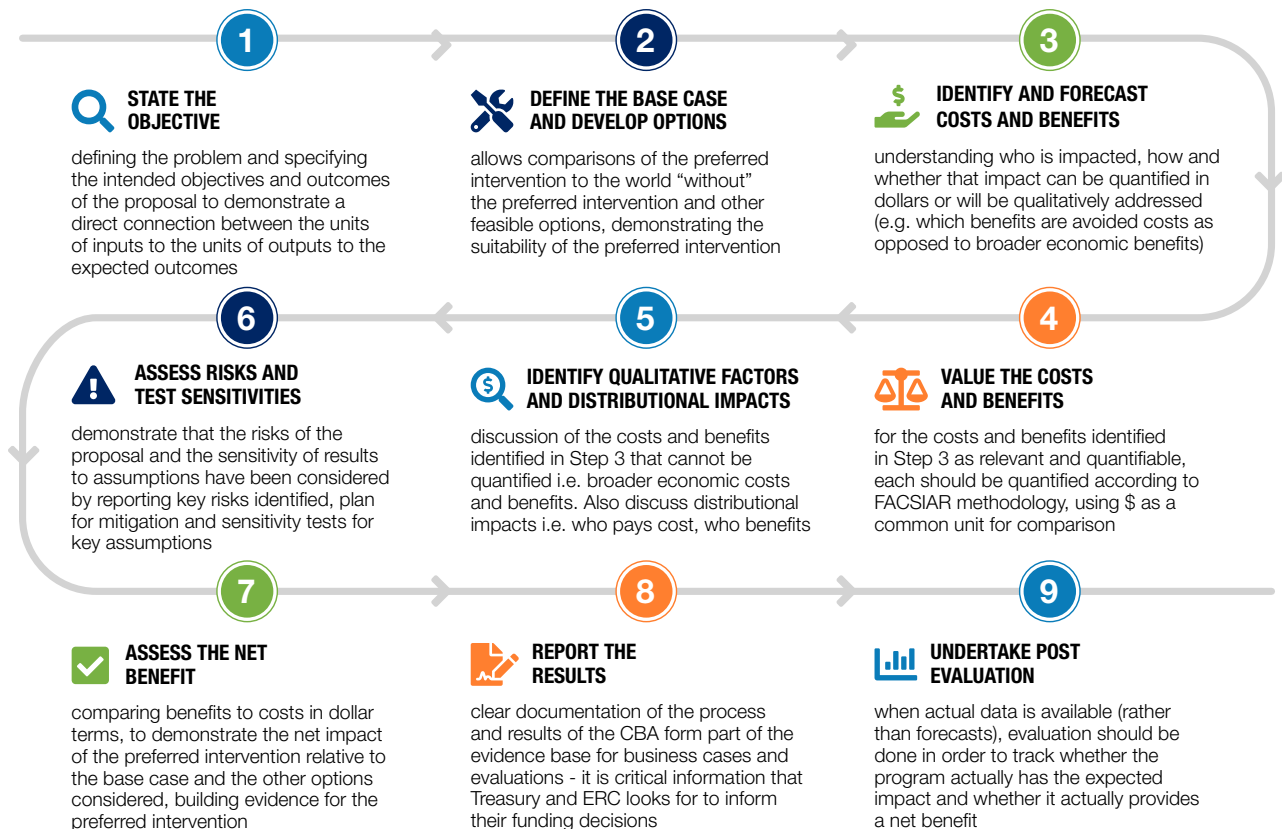 1
STATE THE
OBJECTIVE
defining the problem and specifying
the intended objectives and outcomes
of the proposal to demonstrate a
direct connection between the units
of inputs to the units of outputs to the
expected outcomes
2
DEFINE THE BASE CASE
AND DEVELOP OPTIONS
allows comparisons of the preferred
intervention to the world “without”
the preferred intervention and other
feasible options, demonstrating the
suitability of the preferred intervention
3
$
IDENTIFY AND FORECAST
COSTS AND BENEFITS
understanding who is impacted, how and
whether that impact can be quantified in
dollars or will be qualitatively addressed
(e.g. which benefits are avoided costs as
opposed to broader economic benefits)
4
VALUE THE COSTS
AND BENEFITS
for the costs and benefits identified
in Step 3 as relevant and quantifiable,
each should be quantified according to
FACSIAR methodology, using $ as a
common unit for comparison
5
$
IDENTIFY QUALITATIVE FACTORS
AND DISTRIBUTIONAL IMPACTS
discussion of the costs and benefits
identified in Step 3 that cannot be
quantified i.e. broader economic costs
and benefits. Also discuss distributional
impacts i.e. who pays cost, who benefits
6
ASSESS RISKS AND
TEST SENSITIVITIES
demonstrate that the risks of the
proposal and the sensitivity of results
to assumptions have been considered
by reporting key risks identified, plan
for mitigation and sensitivity tests for
key assumptions
7
ASSESS THE NET
BENEFIT
comparing benefits to costs in dollar
terms, to demonstrate the net impact
of the preferred intervention relative to
the base case and the other options
considered, building evidence for the
preferred intervention
8
REPORT THE
RESULTS
clear documentation of the process
and results of the CBA form part of the
evidence base for business cases and
evaluations - it is critical information that
Treasury and ERC looks for to inform
their funding decisions
9
UNDERTAKE POST
EVALUATION
when actual data is available (rather
than forecasts), evaluation should be
done in order to track whether the
program actually has the expected
impact and whether it actually provides
a net benefit